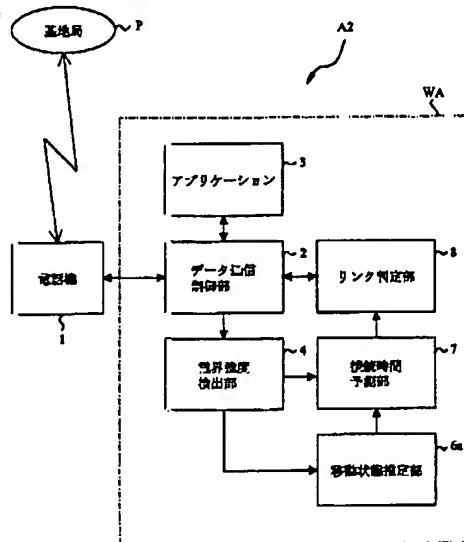 基地局
P
A2
WA
アプリケーション
3
電話機
1
データ通信
制御部
2
リンク判定部
8
電界強度
検出部
4
接続時間
予測部
7
移動状態推定部
6a